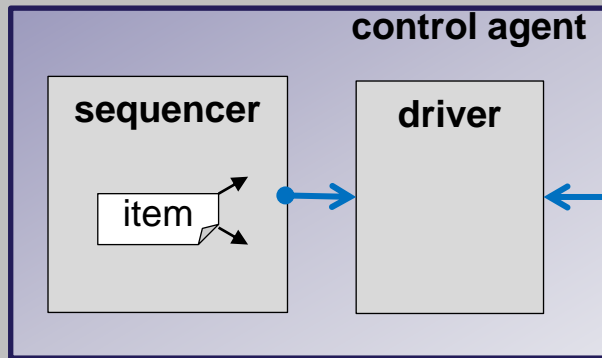 control agent
sequencer
driver
item